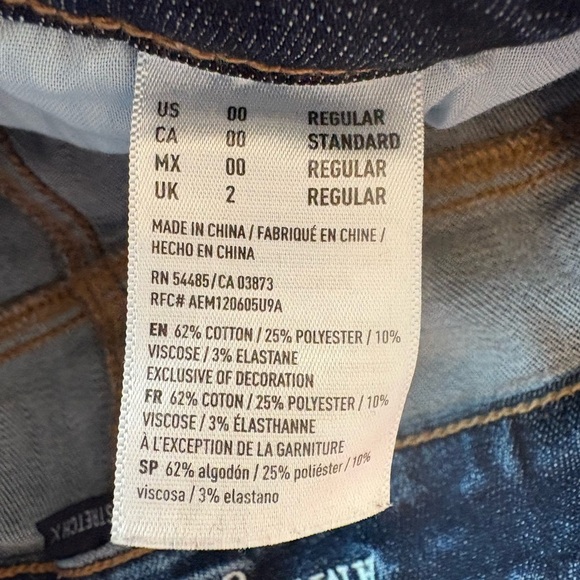 US 00 REGULAR
CA 00 STANDARD
MX 00 REGULAR
UK 2 REGULAR
MADE IN CHINA / FABRIQUÉ EN CHINE /
HECHO EN CHINA
RN 54485/CA 03873
RFC# AEM120605U9A
EN 62% COTTON / 25% POLYESTER / 10%
VISCOSE / 3% ELASTANE
EXCLUSIVE OF DECORATION
FR 62% COTON / 25% POLYESTER / 10%
VISCOSE / 3% ÉLASTHANNE
À L'EXCEPTION DE LA GARNITURE
SP 62% algodón / 25% poliéster / 10%
viscosa / 3% elastano
STRETCH